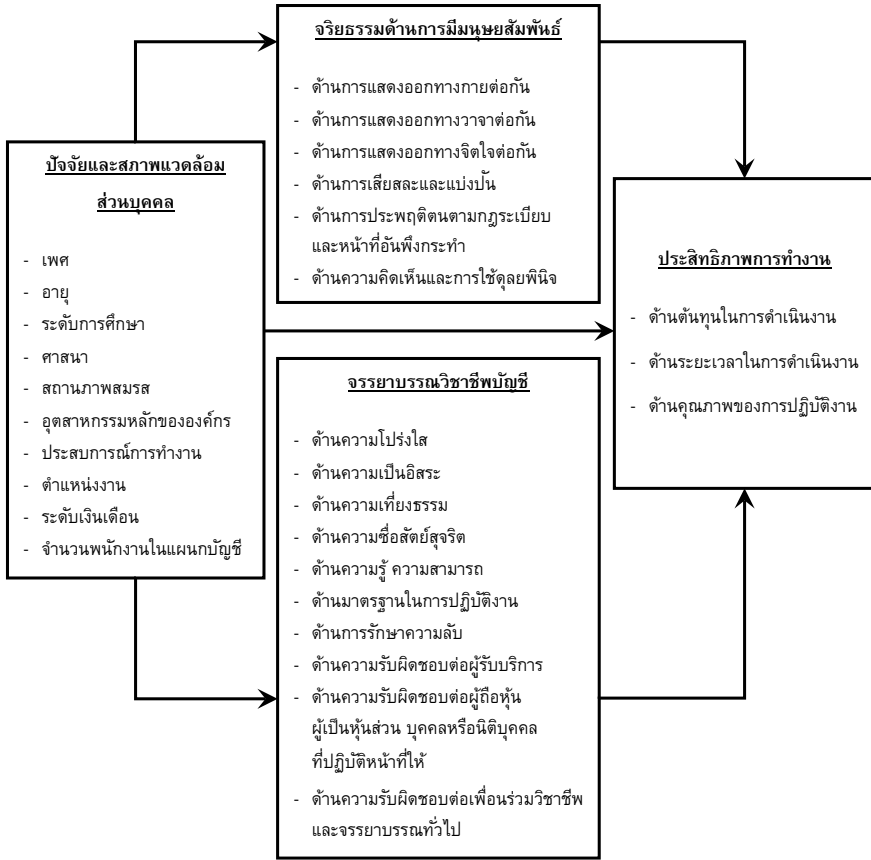 จริยธรรมด้านการมีมนุษยสัมพันธ์
- ด้านการแสดงออกทางกายต่อกัน
- ด้านการแสดงออกทางวาจาต่อกัน
- ด้านการแสดงออกทางจิตใจต่อกัน
- ด้านการเสียสละและแบ่งปัน
- ด้านการประพฤติตนตามกฎระเบียบ
และหน้าที่อันพึงกระทำ
- ด้านความคิดเห็นและการใช้ดุลยพินิจ
ปัจจัยและสภาพแวดล้อม
ส่วนบุคคล
- เพศ
- อายุ
- ระดับการศึกษา
- ศาสนา
- สถานภาพสมรส
- อุตสาหกรรมหลักขององค์กร
- ประสบการณ์การทำงาน
- ตำแหน่งงาน
- ระดับเงินเดือน
- จำนวนพนักงานในแผนกบัญชี
ประสิทธิภาพการทำงาน
- ด้านต้นทุนในการดำเนินงาน
- ด้านระยะเวลาในการดำเนินงาน
- ด้านคุณภาพของการปฏิบัติงาน
จรรยาบรรณวิชาชีพบัญชี
- ด้านความโปร่งใส
- ด้านความเป็นอิสระ
- ด้านความเที่ยงธรรม
- ด้านความซื่อสัตย์สุจริต
- ด้านความรู้ ความสามารถ
- ด้านมาตรฐานในการปฏิบัติงาน
- ด้านการรักษาความลับ
- ด้านความรับผิดชอบต่อผู้รับบริการ
- ด้านความรับผิดชอบต่อผู้ถือหุ้น
ผู้เป็นหุ้นส่วน บุคคลหรือนิติบุคคล
ที่ปฏิบัติหน้าที่ให้
- ด้านความรับผิดชอบต่อเพื่อนร่วมวิชาชีพ
และจรรยาบรรณทั่วไป